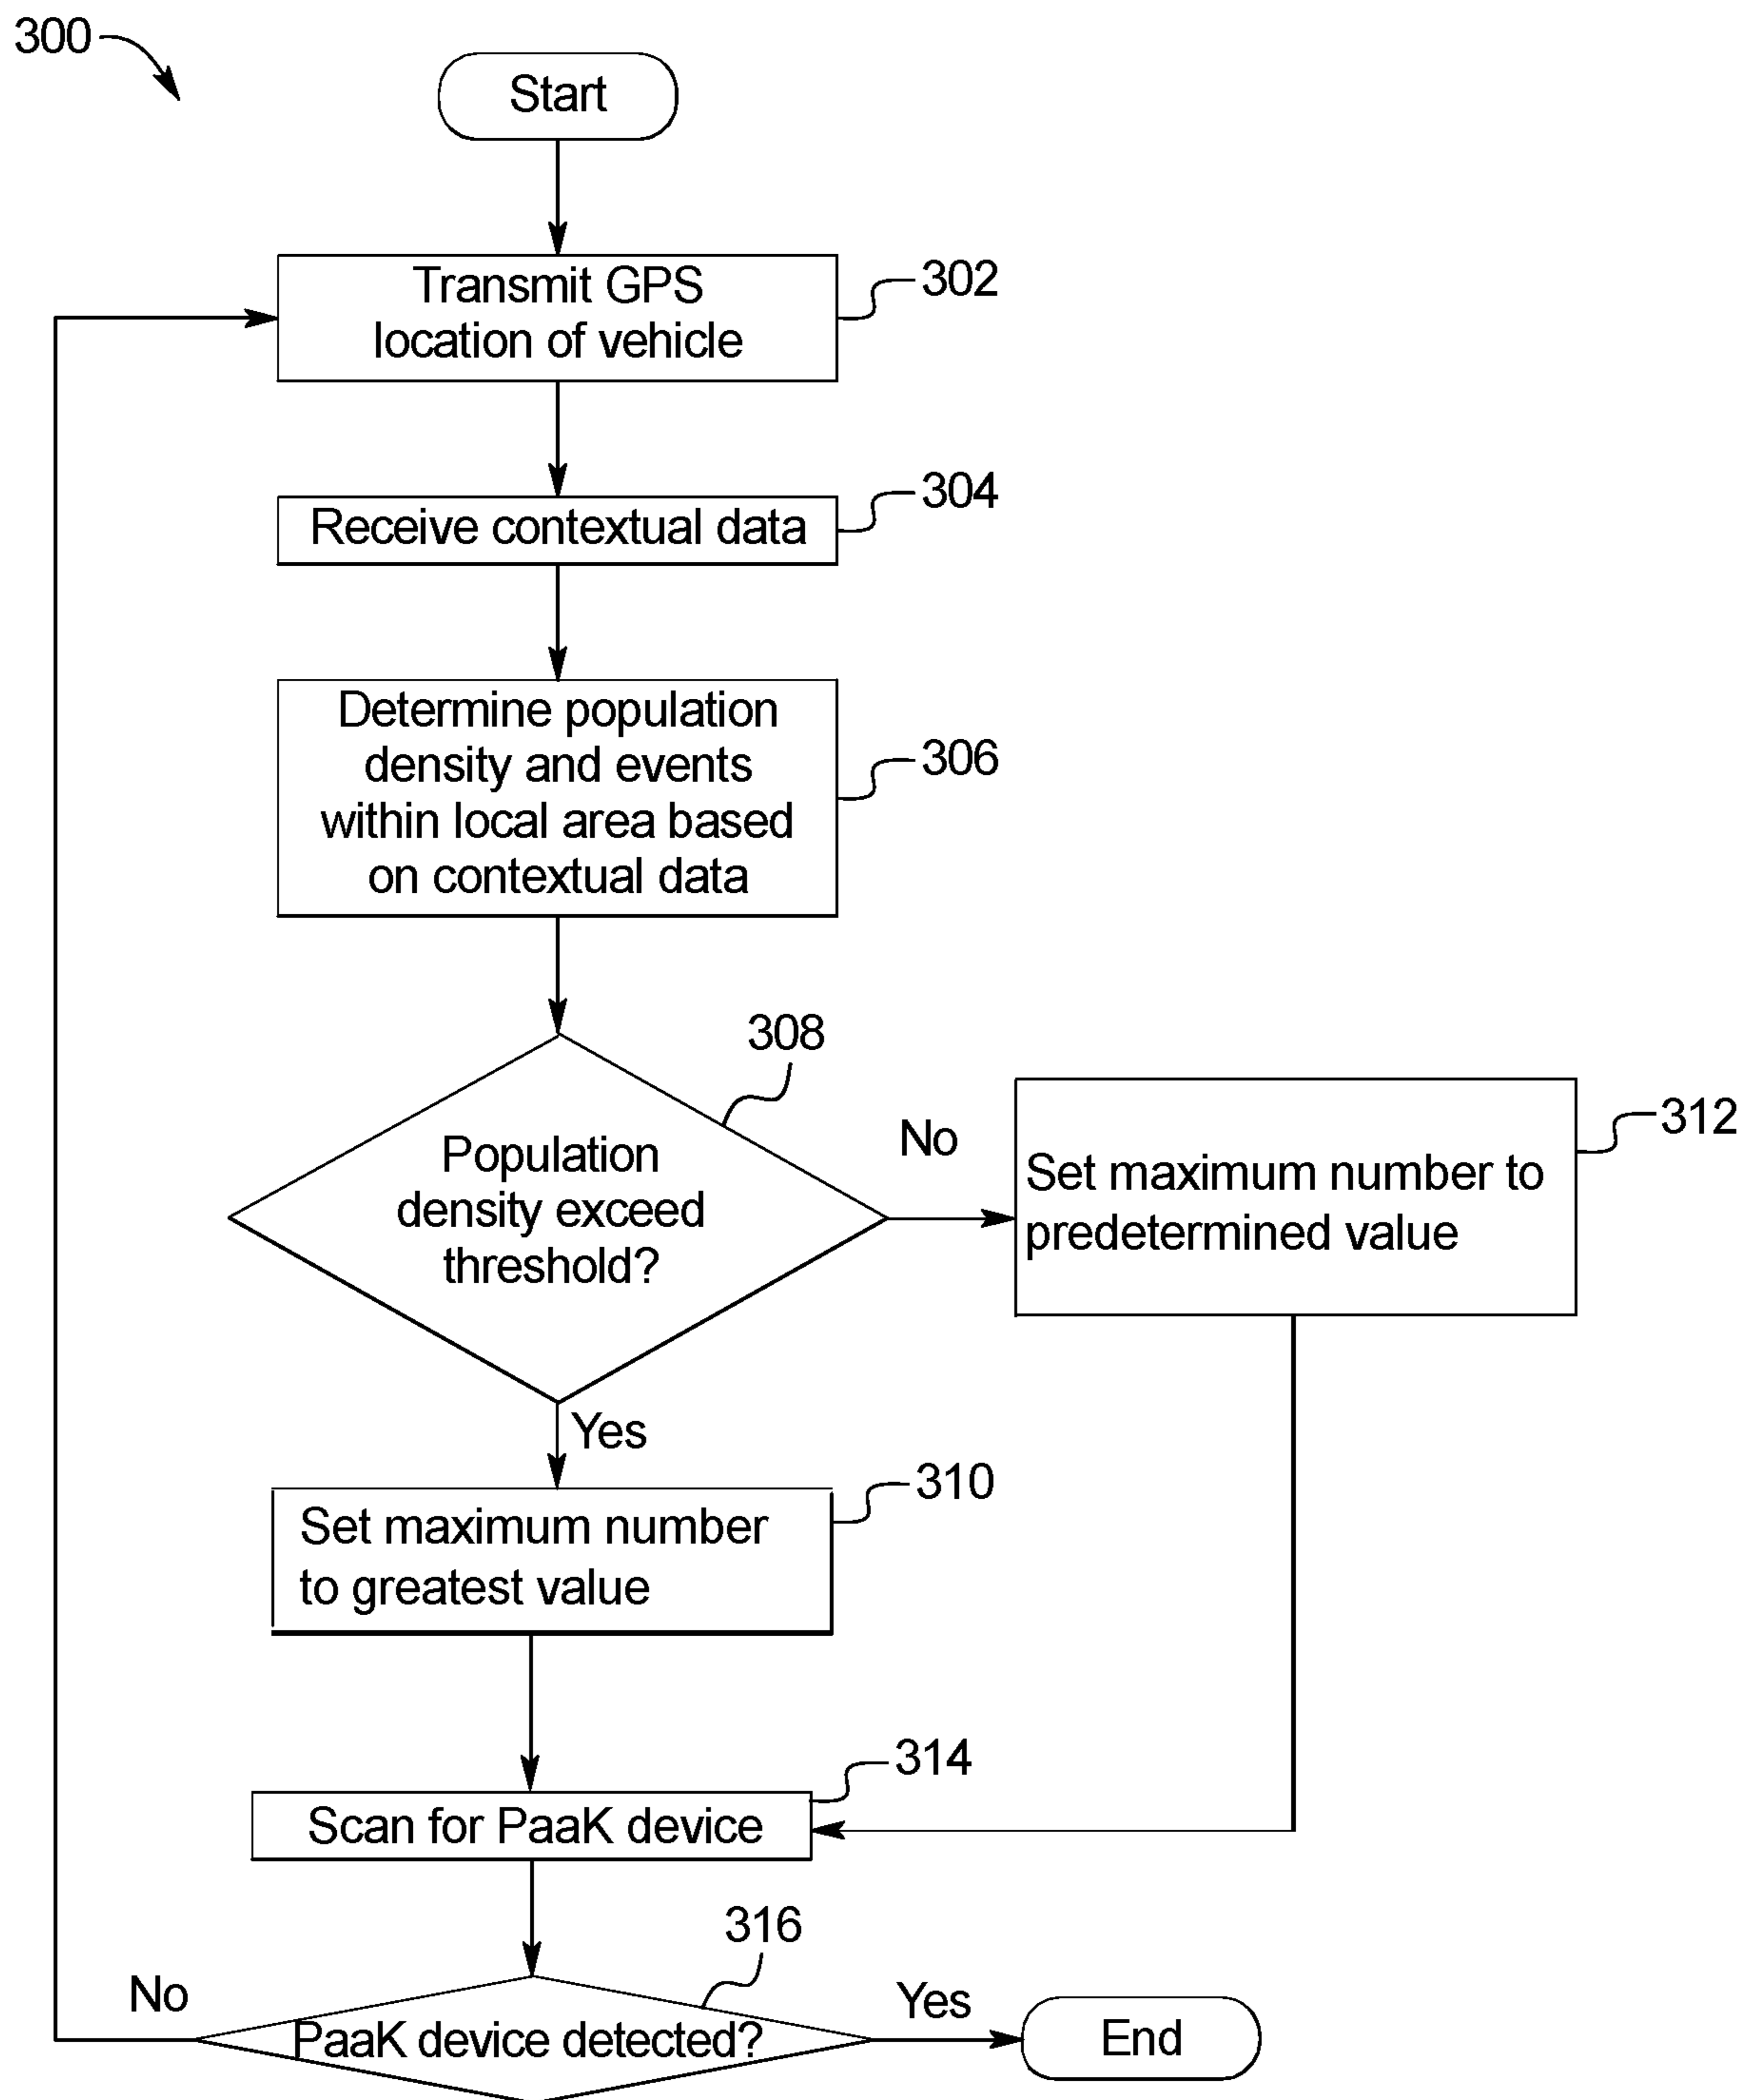 300
Start
Transmit GPS
location of vehicle
302
Receive contextual data
304
Determine population
density and events
within local area based
on contextual data
306
308
Population
density exceed
threshold?
No
Set maximum number to
predetermined value
312
Yes
Set maximum number
to greatest value
310
Scan for PaaK device
314
316
No
PaaK device detected?
Yes
End